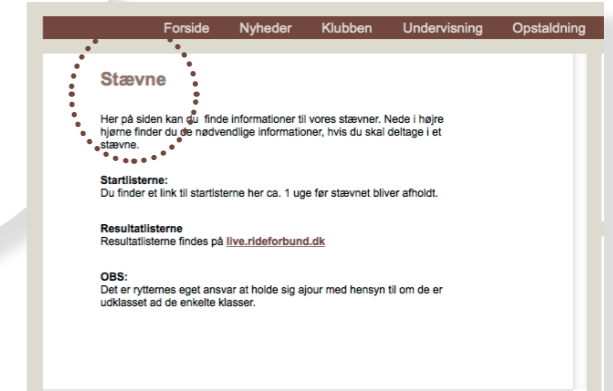 Forside Nyheder Klubben Undervisning Opstaldning
Stævne
Her på siden kan du finde informationer til vores stævner. Nede i højre
hjørne finder du de nødvendlige informationer, hvis du skal deltage i et
stævne.
Startlisterne:
Du finder et link til startlsterne her ca. 1 uge før stævnet bliver afholdt.
Resultatlisterne
Resultatlisterne findes på live.rideforbund.dk
OBS:
Det er rytternes eget ansvar at holde sig ajour med hensyn til om de er
udklasset ad de enkelte klasser.